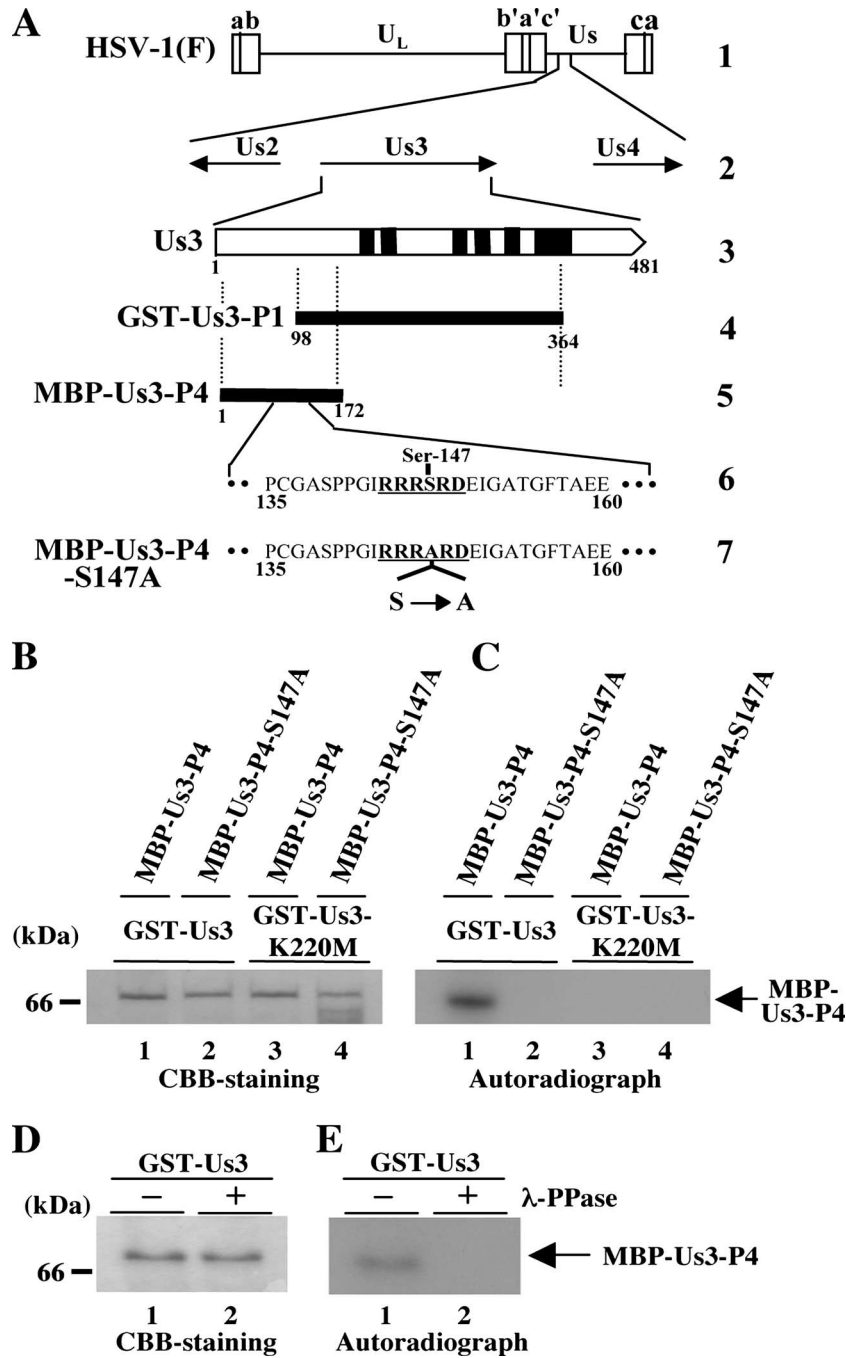 A
HSV-1(F)
ab
UL
b'a'c'
Us
ca
1
Us2
Us3
Us4
2
Us3
1
481
3
GST-Us3-P1
98
364
4
MBP-Us3-P4
1
172
5
Ser-147
•• PCGASPPGIRRRSRDEIGATGFTAEE •••
135
160
6
MBP-Us3-P4
-S147A
•• PCGASPPGIRRRARDEIGATGFTAEE •••
135
160
7
S → A
B
MBP-Us3-P4
MBP-Us3-P4-S147A
MBP-Us3-P4
MBP-Us3-P4-S147A
(kDa)
GST-Us3
GST-Us3-
K220M
66
1 2 3 4
CBB-staining
C
MBP-Us3-P4
MBP-Us3-P4-S147A
MBP-Us3-P4
MBP-Us3-P4-S147A
GST-Us3
GST-Us3-
K220M
MBP-
Us3-P4
1 2 3 4
Autoradiograph
D
GST-Us3
(kDa)
− +
66
1 2
CBB-staining
E
GST-Us3
− + λ-PPase
MBP-Us3-P4
1 2
Autoradiograph